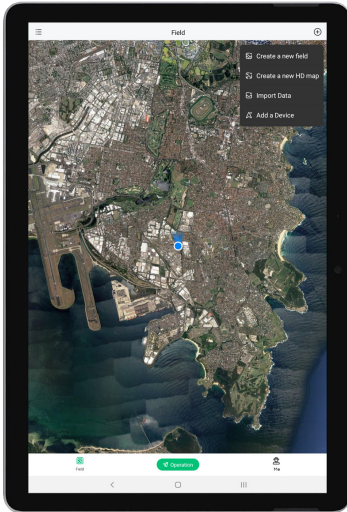 Field
Create a new field
Create a new HD map
Import Data
Add a Device
Field
Operation
Me